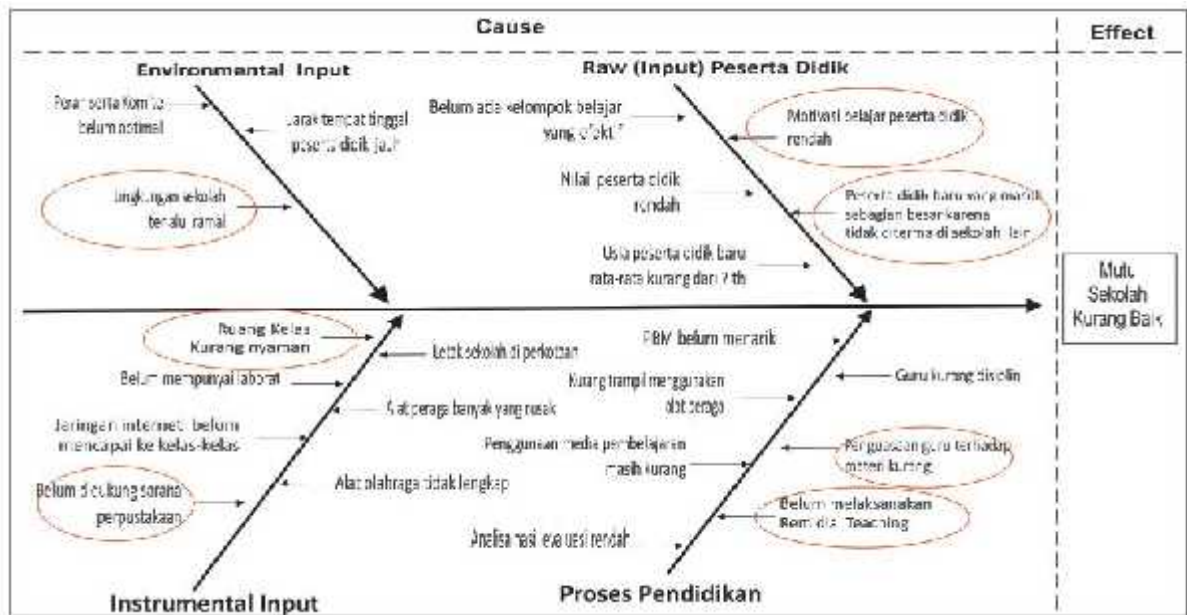 Cause
Effect
Environmental Input
Raw (Input) Peserta Didik
Peran serta Komite
belum optimal
Jarak tempat tinggal
peserta didik jauh
Lingkungan sekolah
terlalu ramai
Belum ada kelompok belajar
yang efektif
Motivasi belajar peserta didik
rendah
Nilai peserta didik
rendah
Peserta didik baru yang
sebagian besar karena
tidak diterma di sekolah lain
Usia peserta didik baru
rata-rata kurang dari 7 th
Mutu
Sekolah
Kurang Baik
Ruang Kelas
Kurang nyaman
Letak sekolah di perkotaan
Belum mempunyai laborat
Alat peraga banyak yang rusak
Jaringan internet belum
mencapai ke kelas-kelas
Belum didukung sarana
perpustakaan
Alat olahraga tidak lengkap
PBM belum menarik
Guru kurang disiplin
Kurang trampil menggunakan
alat peraga
Penggunaan media pembelajaran
masih kurang
Penguasaan guru terhadap
materi kurang
Belum melaksanakan
Remidial Teaching
Analisa hasil evaluasi rendah
Instrumental Input
Proses Pendidikan